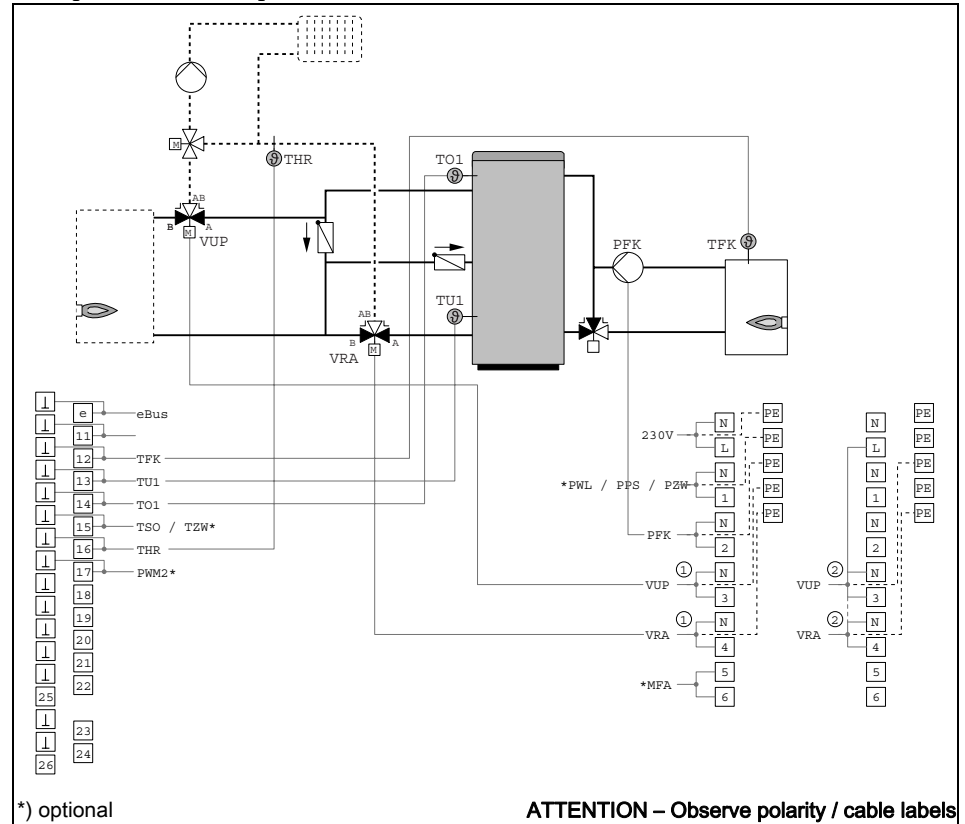 M
THR
TO1
AB
B
A
M
VUP
PFK
TFK
TU1
AB
B
A
M
VRA
e
eBus
11
12
TFK
13
TU1
14
TO1
15
TSO / TZW*
16
THR
17
PWM2*
18
19
20
21
22
25
23
24
26
230V
N
L
PE
*PWL / PPS / PZW
N
1
PE
PFK
N
2
PE
VUP
1
N
3
PE
VRA
1
N
4
PE
*MFA
5
6
N
L
N
1
N
2
VUP
2
N
3
VRA
2
N
4
5
6
PE
PE
PE
PE
PE
*) optional
ATTENTION – Observe polarity / cable labels